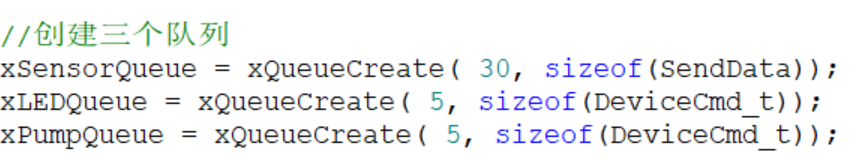 //创建三个队列
xSensorQueue = xQueueCreate( 30, sizeof(SendData));
xLEDQueue = xQueueCreate( 5, sizeof(DeviceCmd_t));
xPumpQueue = xQueueCreate( 5, sizeof(DeviceCmd_t));